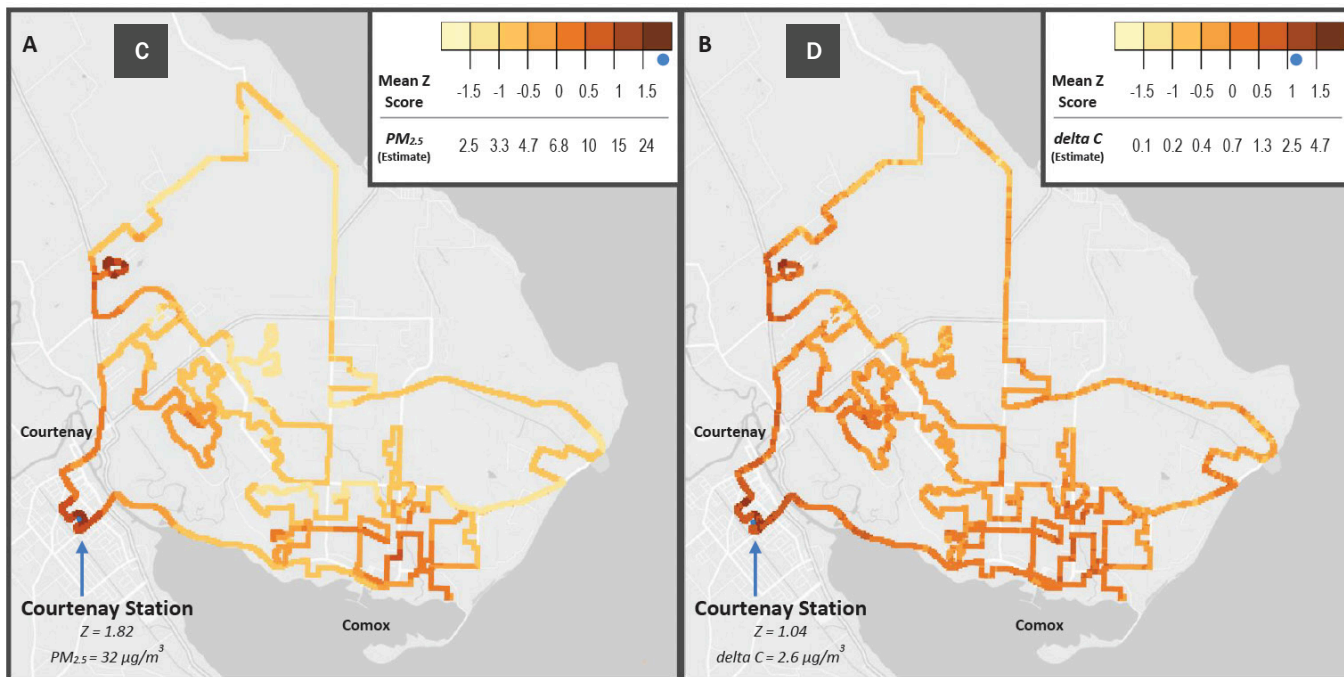 A
C
Mean Z
Score
-1.5 -1 -0.5 0 0.5 1 1.5
PM2.5
(Estimate)
2.5 3.3 4.7 6.8 10 15 24
Courtenay
Courtenay Station
Z = 1.82
PM2.5 = 32 µg/m³
Comox
B
D
Mean Z
Score
-1.5 -1 -0.5 0 0.5 1 1.5
delta C
(Estimate)
0.1 0.2 0.4 0.7 1.3 2.5 4.7
Courtenay
Courtenay Station
Z = 1.04
delta C = 2.6 µg/m³
Comox